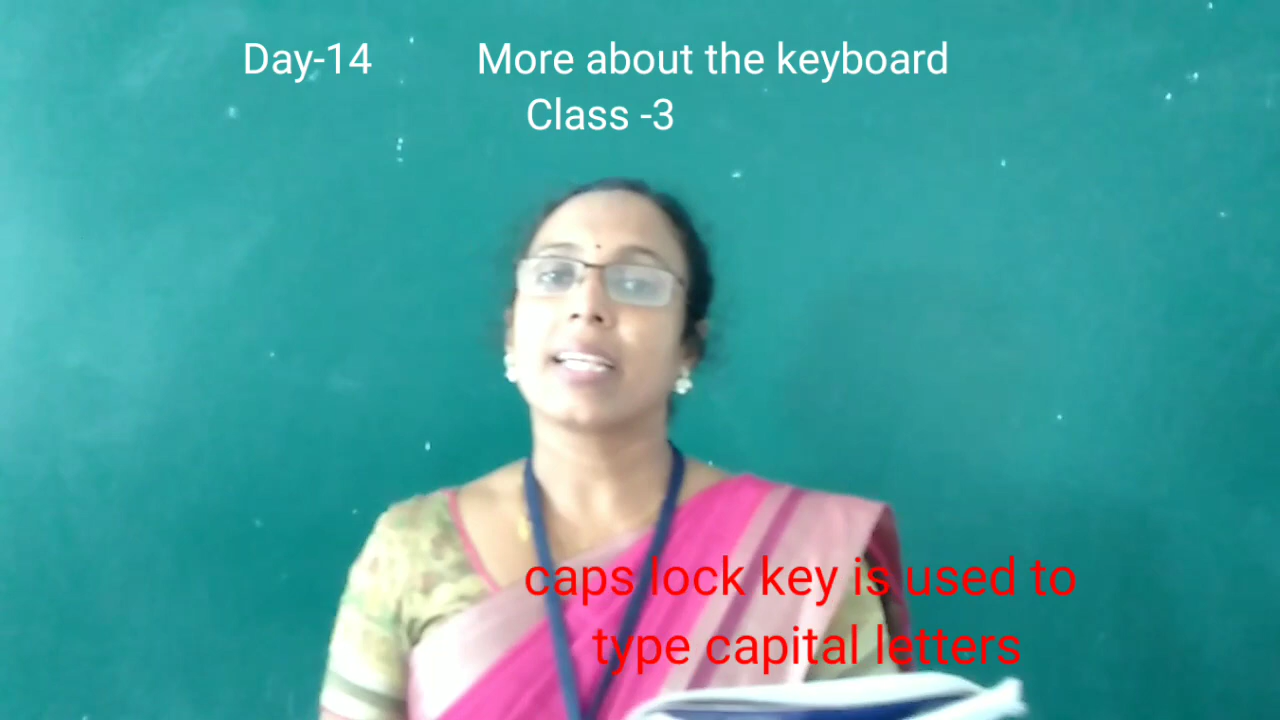 Day-14 More about the keyboard
Class -3
caps lock key is used to
type capital letters